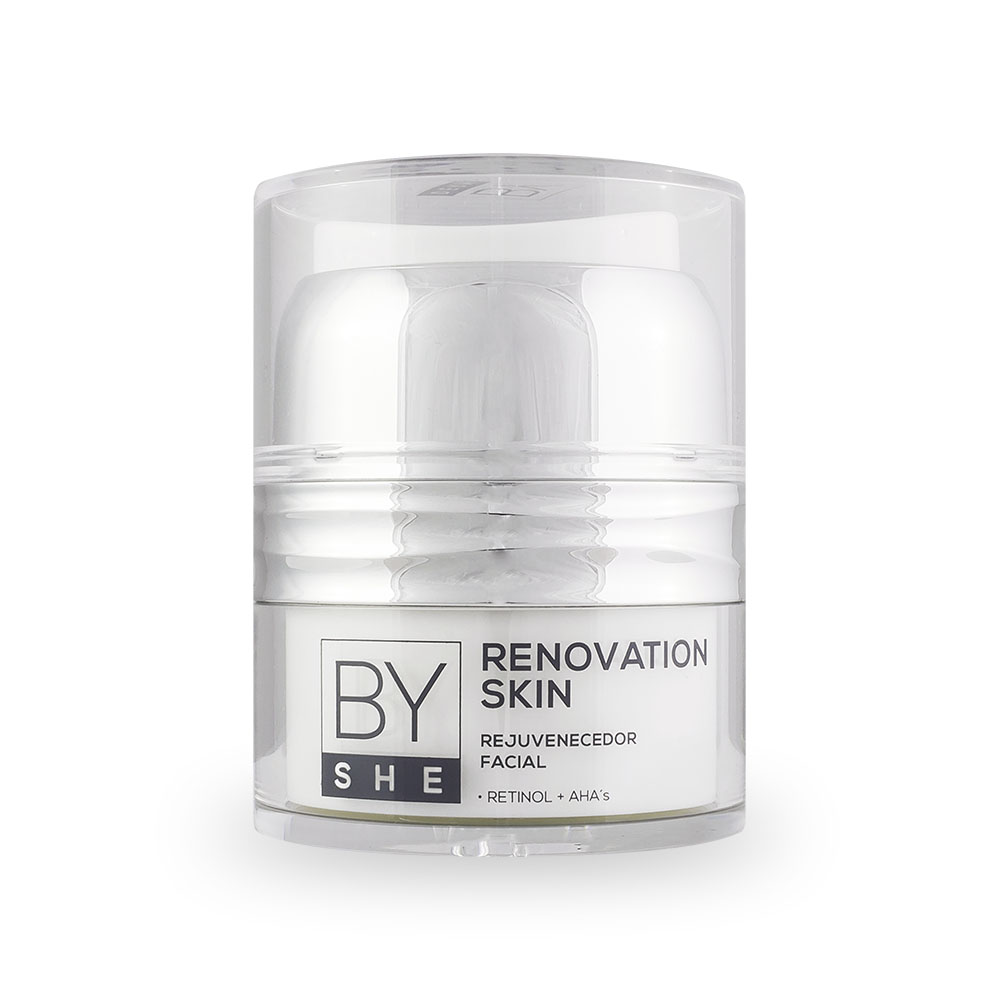 BY
SHE
RENOVATION
SKIN
REJUVENECEDOR
FACIAL
• RETINOL + AHA´s